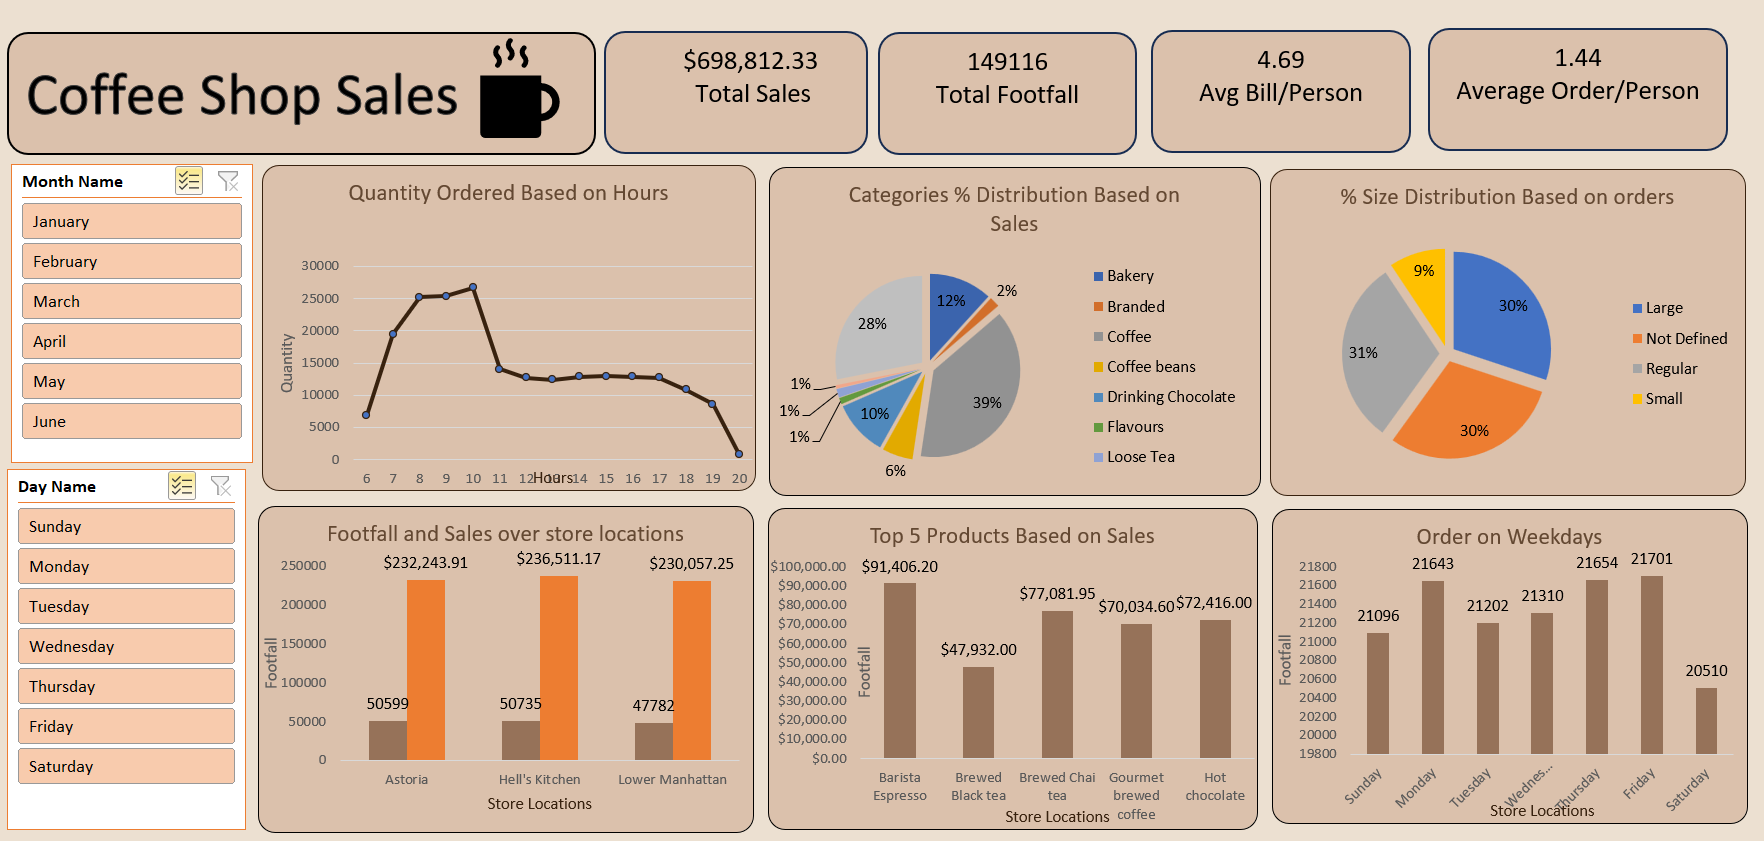 Coffee Shop Sales
$698,812.33
Total Sales
149116
Total Footfall
4.69
Avg Bill/Person
1.44
Average Order/Person
Month Name
January
February
March
April
May
June
Day Name
Sunday
Monday
Tuesday
Wednesday
Thursday
Friday
Saturday
Quantity Ordered Based on Hours
30000
25000
20000
15000
10000
5000
0
Quantity
6 7 8 9 10 11 12 13 14 15 16 17 18 19 20
Hours
Categories % Distribution Based on
Sales
12%
2%
39%
6%
10%
1%
1%
1%
28%
Bakery
Branded
Coffee
Coffee beans
Drinking Chocolate
Flavours
Loose Tea
% Size Distribution Based on orders
30%
30%
31%
9%
Large
Not Defined
Regular
Small
Footfall and Sales over store locations
250000
200000
150000
100000
50000
0
Footfall
$232,243.91
$236,511.17
$230,057.25
50599
50735
47782
Astoria
Hell's Kitchen
Lower Manhattan
Store Locations
Top 5 Products Based on Sales
$100,000.00
$90,000.00
$80,000.00
$70,000.00
$60,000.00
$50,000.00
$40,000.00
$30,000.00
$20,000.00
$10,000.00
$0.00
Footfall
$91,406.20
$47,932.00
$77,081.95
$70,034.60
$72,416.00
Barista
Espresso
Brewed
Black tea
Brewed Chai
tea
Gourmet
brewed
coffee
Hot
chocolate
Store Locations
Order on Weekdays
21800
21600
21400
21200
21000
20800
20600
20400
20200
20000
19800
Footfall
21096
21643
21202
21310
21654
21701
20510
Sunday
Monday
Tuesday
Wednes...
Thursday
Friday
Saturday
Store Locations